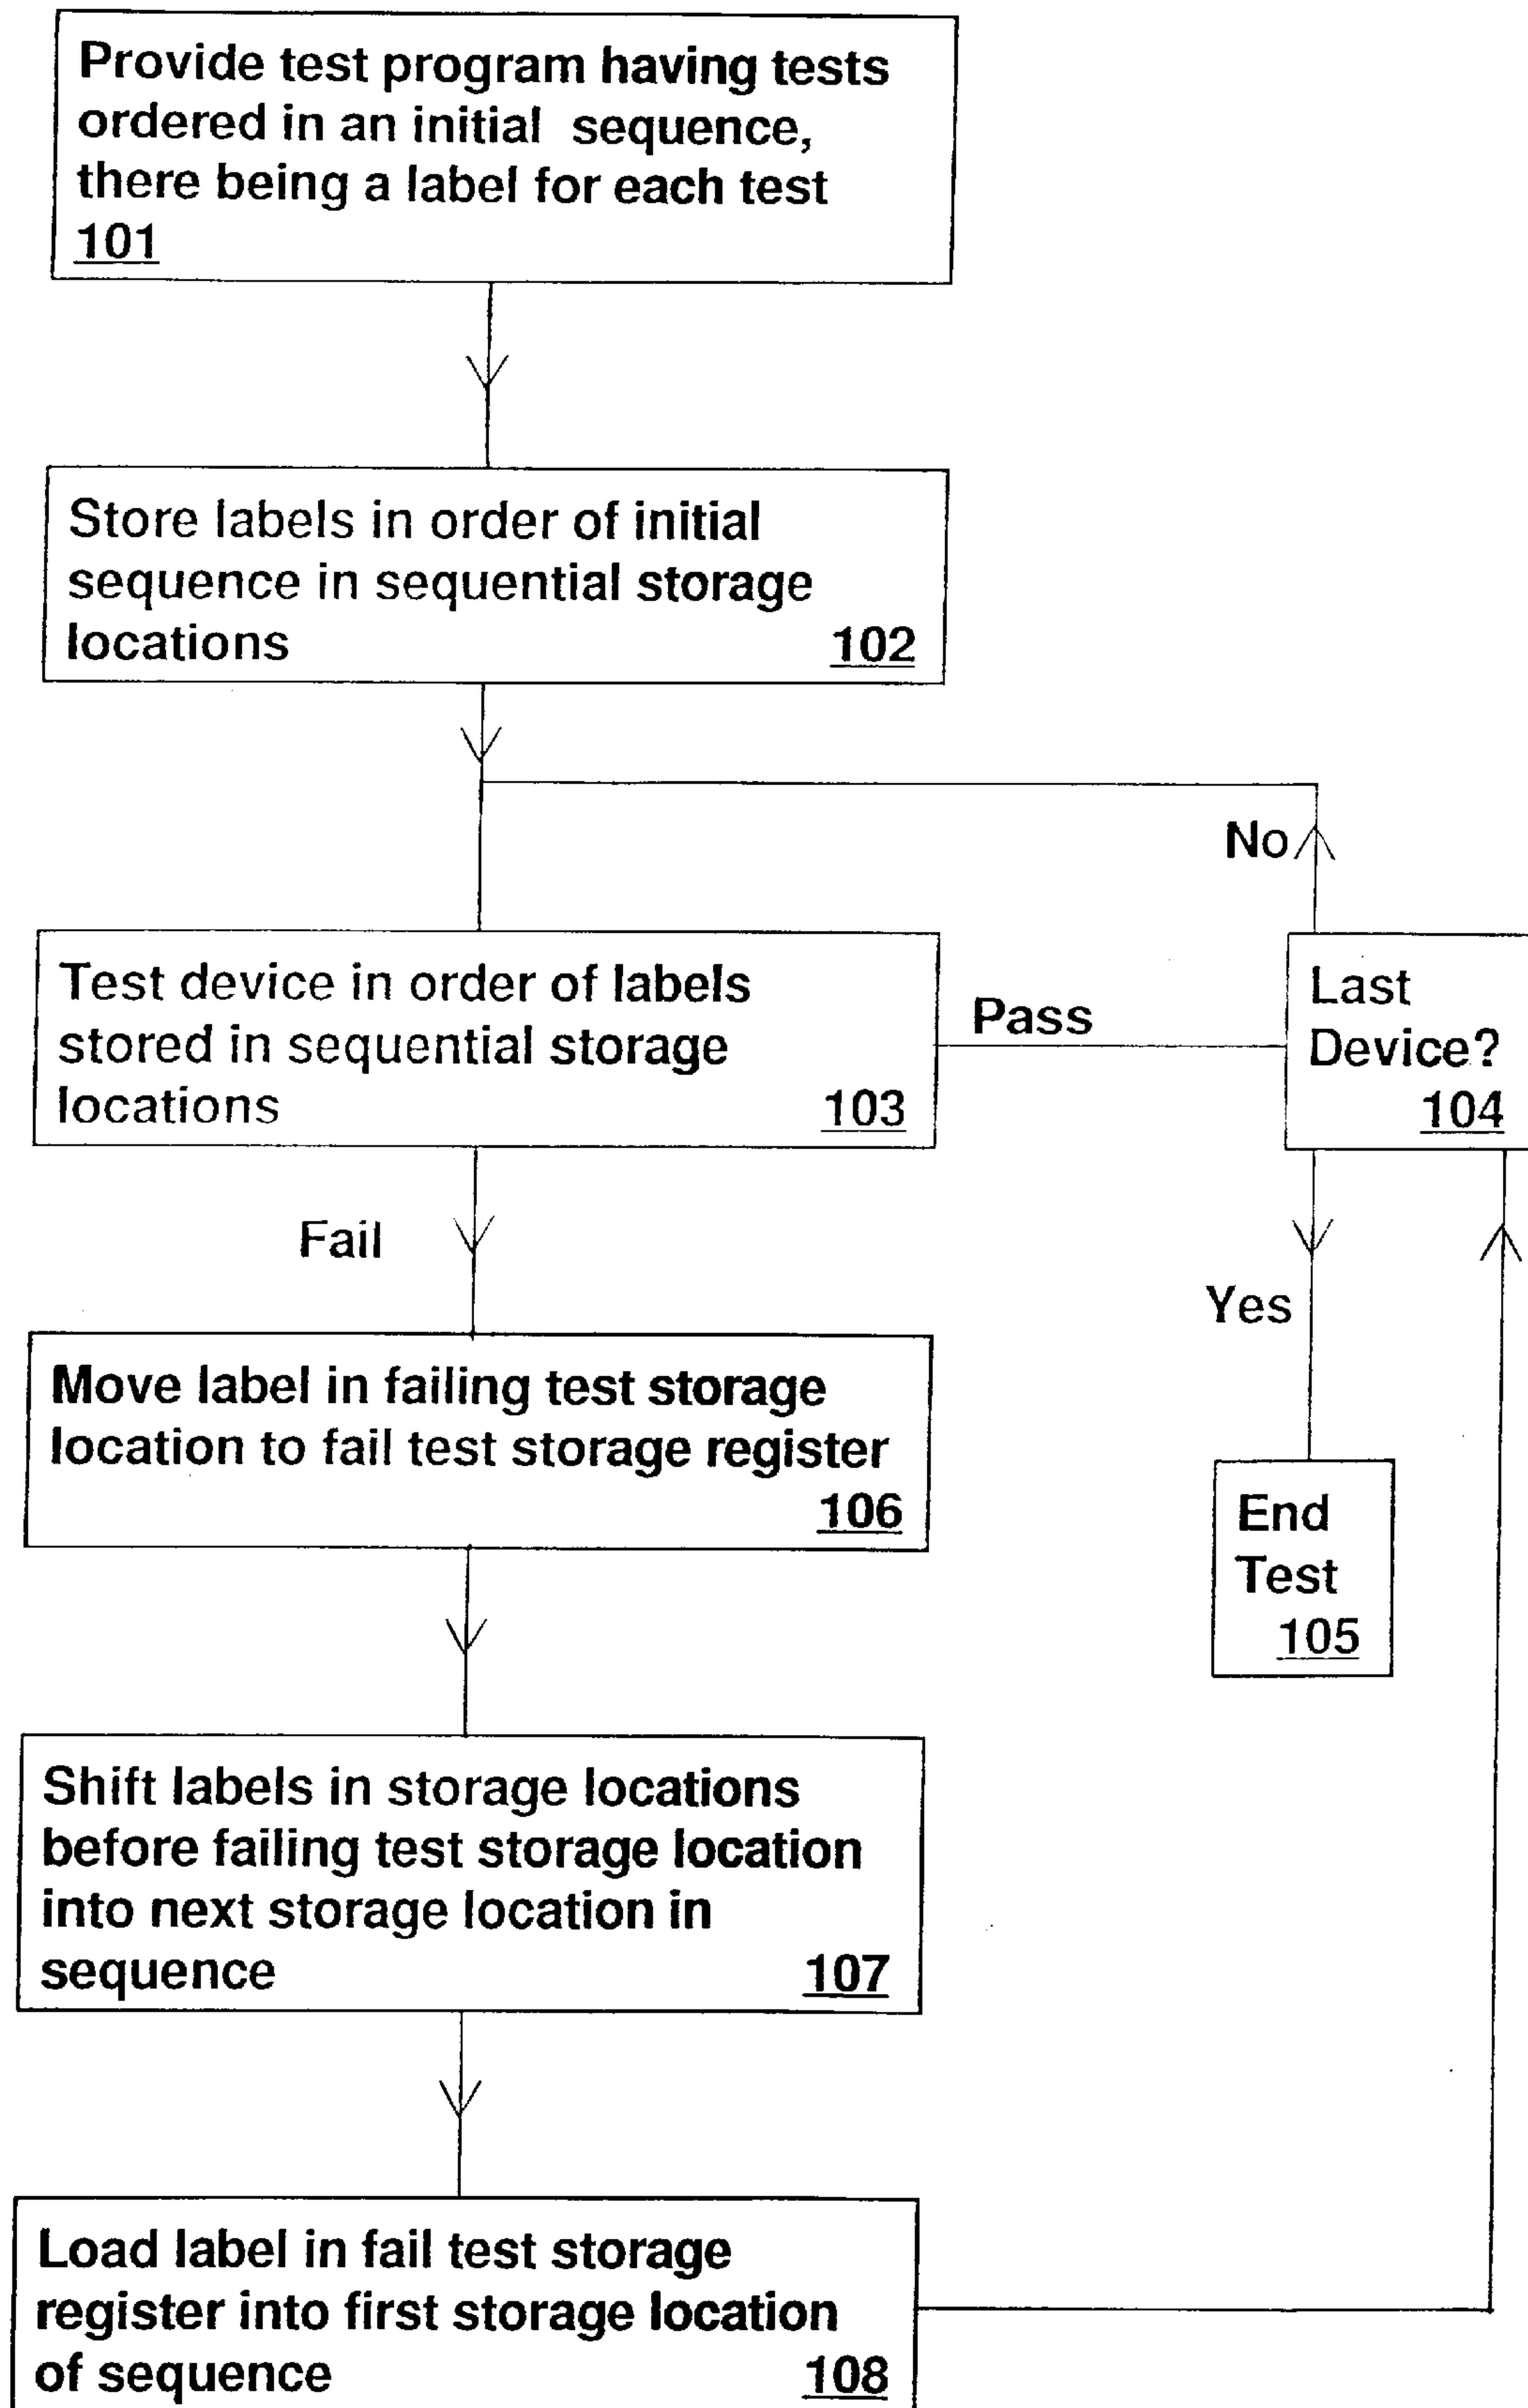 Provide test program having tests
ordered in an initial sequence,
there being a label for each test
101
Store labels in order of initial
sequence in sequential storage
locations 102
No
Test device in order of labels
stored in sequential storage
locations 103
Pass
Last
Device?
104
Fail
Yes
Move label in failing test storage
location to fail test storage register
106
End
Test
105
Shift labels in storage locations
before failing test storage location
into next storage location in
sequence 107
Load label in fail test storage
register into first storage location
of sequence 108